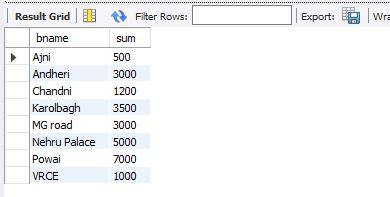 Result Grid Filter Rows: Export: Wra
bname sum
Ajni 500
Andheri 3000
Chandni 1200
Karolbagh 3500
MG road 3000
Nehru Palace 5000
Powai 7000
VRCE 1000